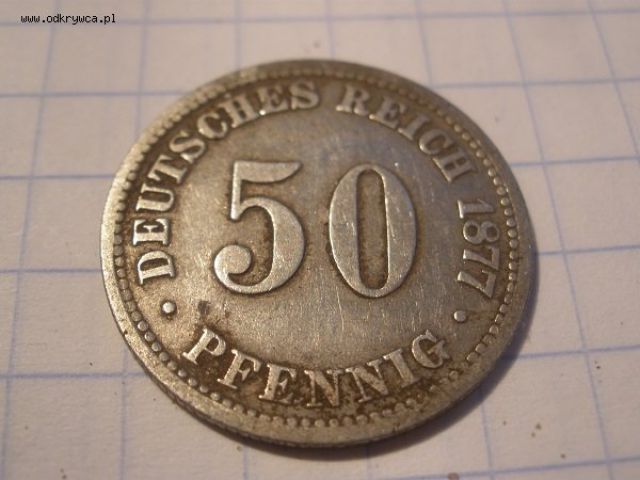 www.odkrywca.pl
DEUTSCHES REICH 1877
50
PFENNIG